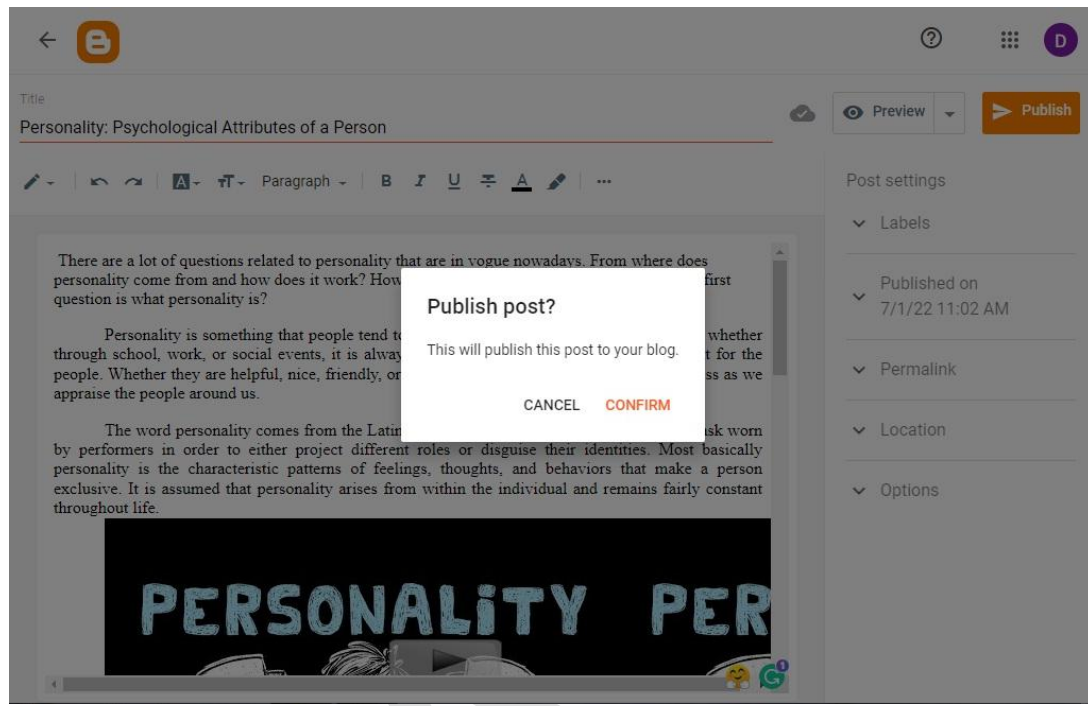 D
Title
Personality: Psychological Attributes of a Person
Preview
Publish
Paragraph
B I U A
Post settings
Labels
Published on
7/1/22 11:02 AM
Permalink
Location
Options
There are a lot of questions related to personality that are in vogue nowadays. From where does
personality come from and how does it work? How first
question is what personality is?
Personality is something that people tend to whether
through school, work, or social events, it is alway t for the
people. Whether they are helpful, nice, friendly, or ss as we
appraise the people around us.
The word personality comes from the Latin ask worn
by performers in order to either project different roles or disguise their identities. Most basically
personality is the characteristic patterns of feelings, thoughts, and behaviors that make a person
exclusive. It is assumed that personality arises from within the individual and remains fairly constant
throughout life.
Publish post?
This will publish this post to your blog.
CANCEL CONFIRM
PERSONALiTY PER
1